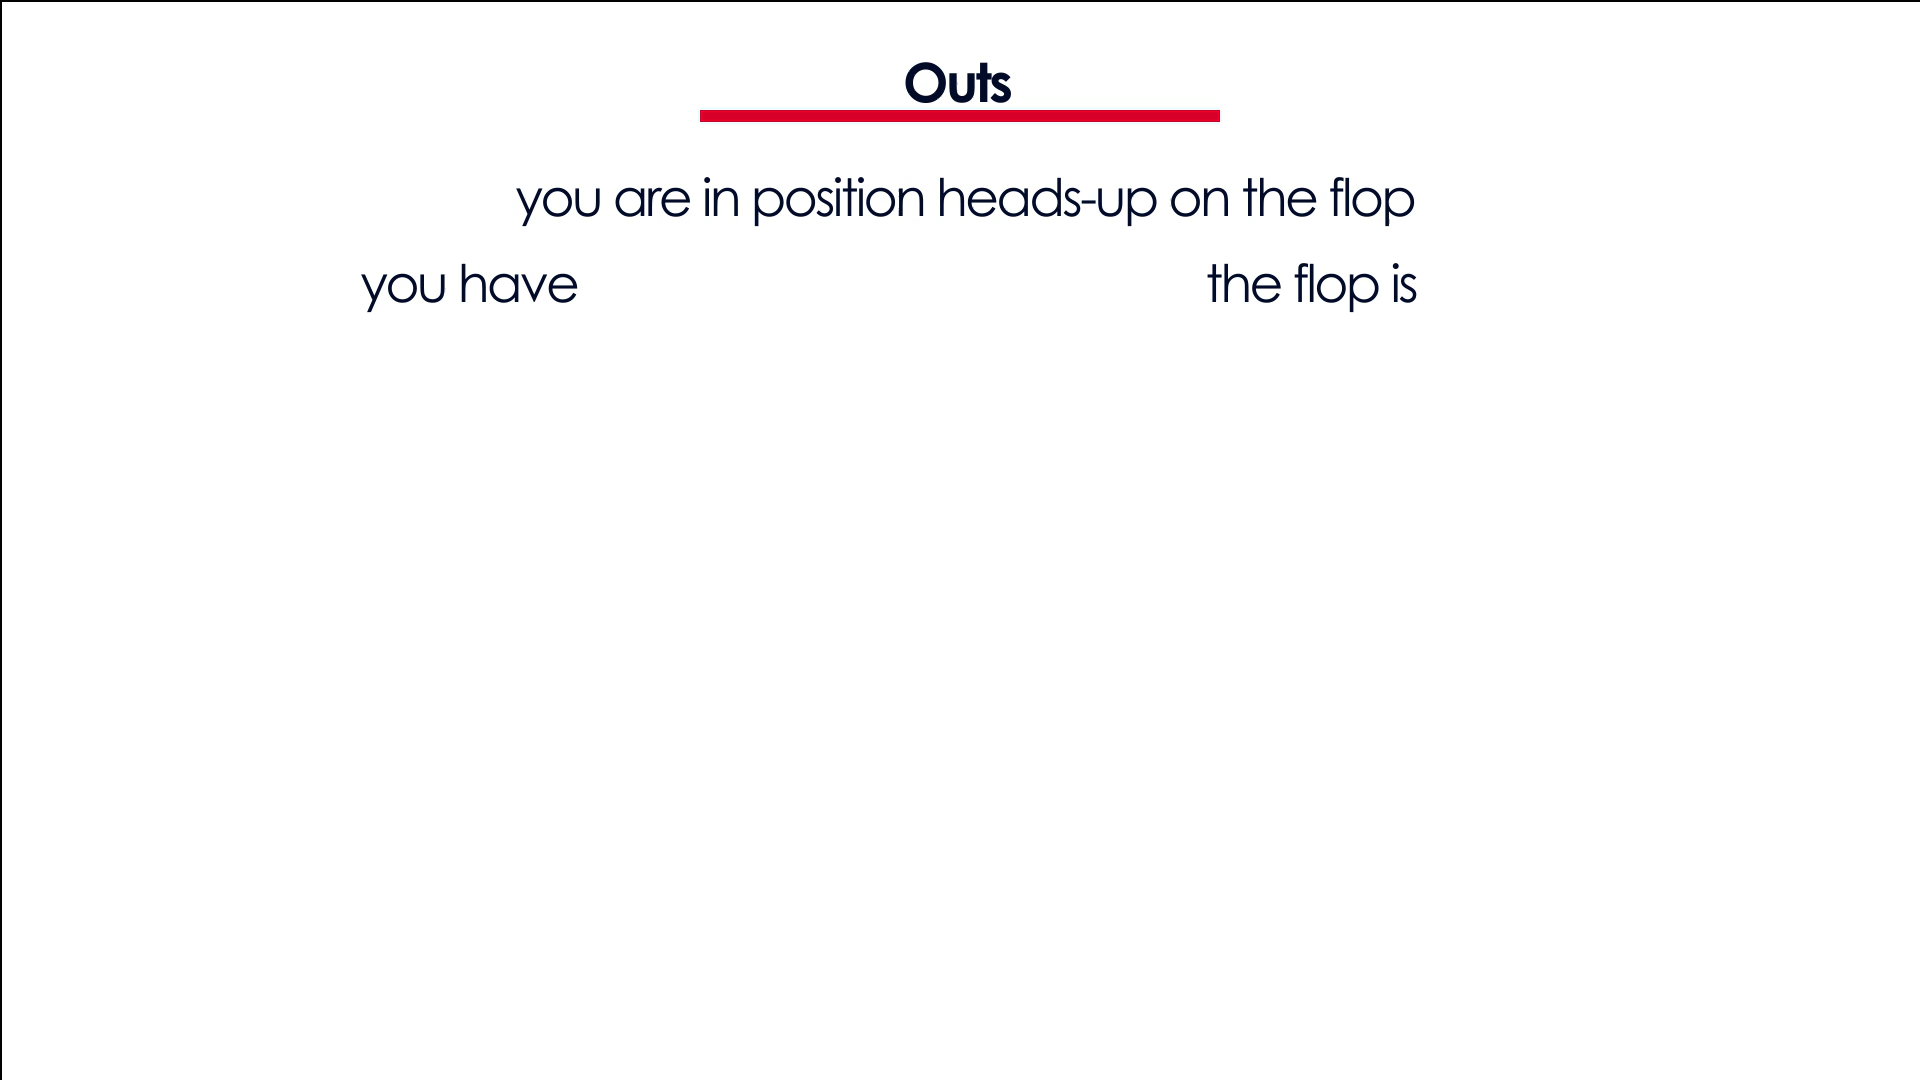 Outs
you are in position heads-up on the flop
you have the flop is